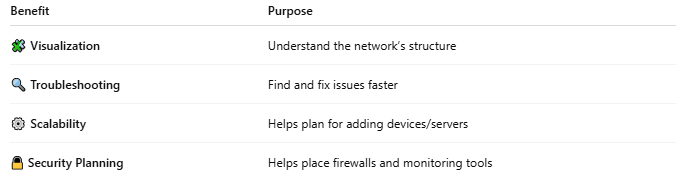 Benefit Purpose
🧩 Visualization Understand the network's structure
🔍 Troubleshooting Find and fix issues faster
⚙️ Scalability Helps plan for adding devices/servers
🔒 Security Planning Helps place firewalls and monitoring tools